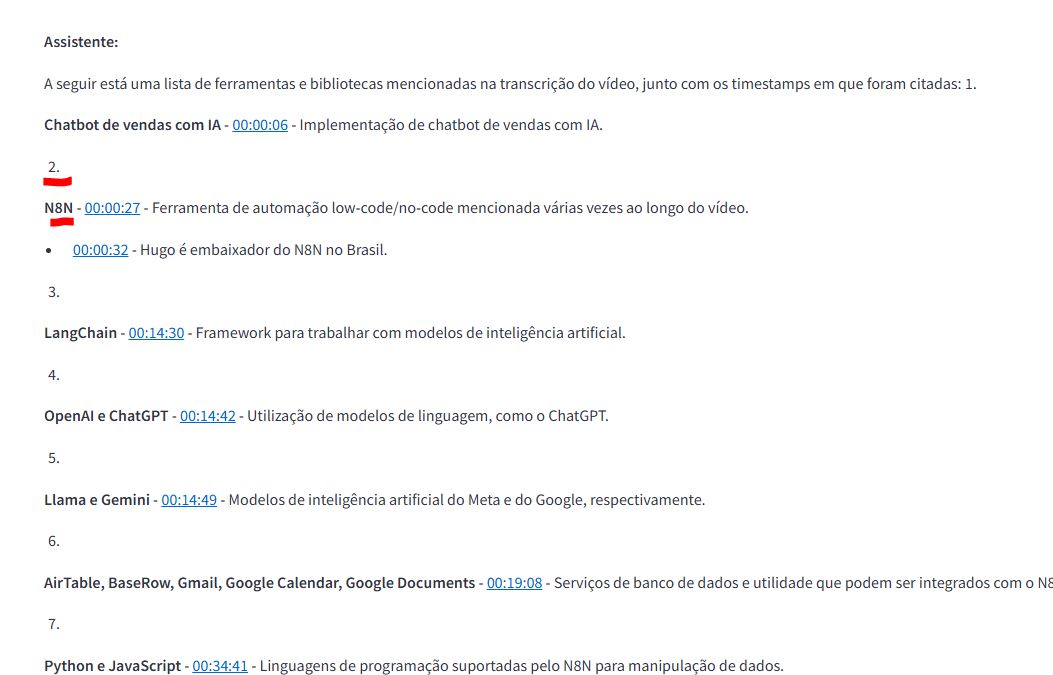 Assistente:
A seguir está uma lista de ferramentas e bibliotecas mencionadas na transcrição do vídeo, junto com os timestamps em que foram citadas: 1.
Chatbot de vendas com IA - 00:00:06 - Implementação de chatbot de vendas com IA.
2.
N8N - 00:00:27 - Ferramenta de automação low-code/no-code mencionada várias vezes ao longo do vídeo.
• 00:00:32 - Hugo é embaixador do N8N no Brasil.
3.
LangChain - 00:14:30 - Framework para trabalhar com modelos de inteligência artificial.
4.
OpenAI e ChatGPT - 00:14:42 - Utilização de modelos de linguagem, como o ChatGPT.
5.
Llama e Gemini - 00:14:49 - Modelos de inteligência artificial do Meta e do Google, respectivamente.
6.
AirTable, BaseRow, Gmail, Google Calendar, Google Documents - 00:19:08 - Serviços de banco de dados e utilidade que podem ser integrados com o N8
7.
Python e JavaScript - 00:34:41 - Linguagens de programação suportadas pelo N8N para manipulação de dados.